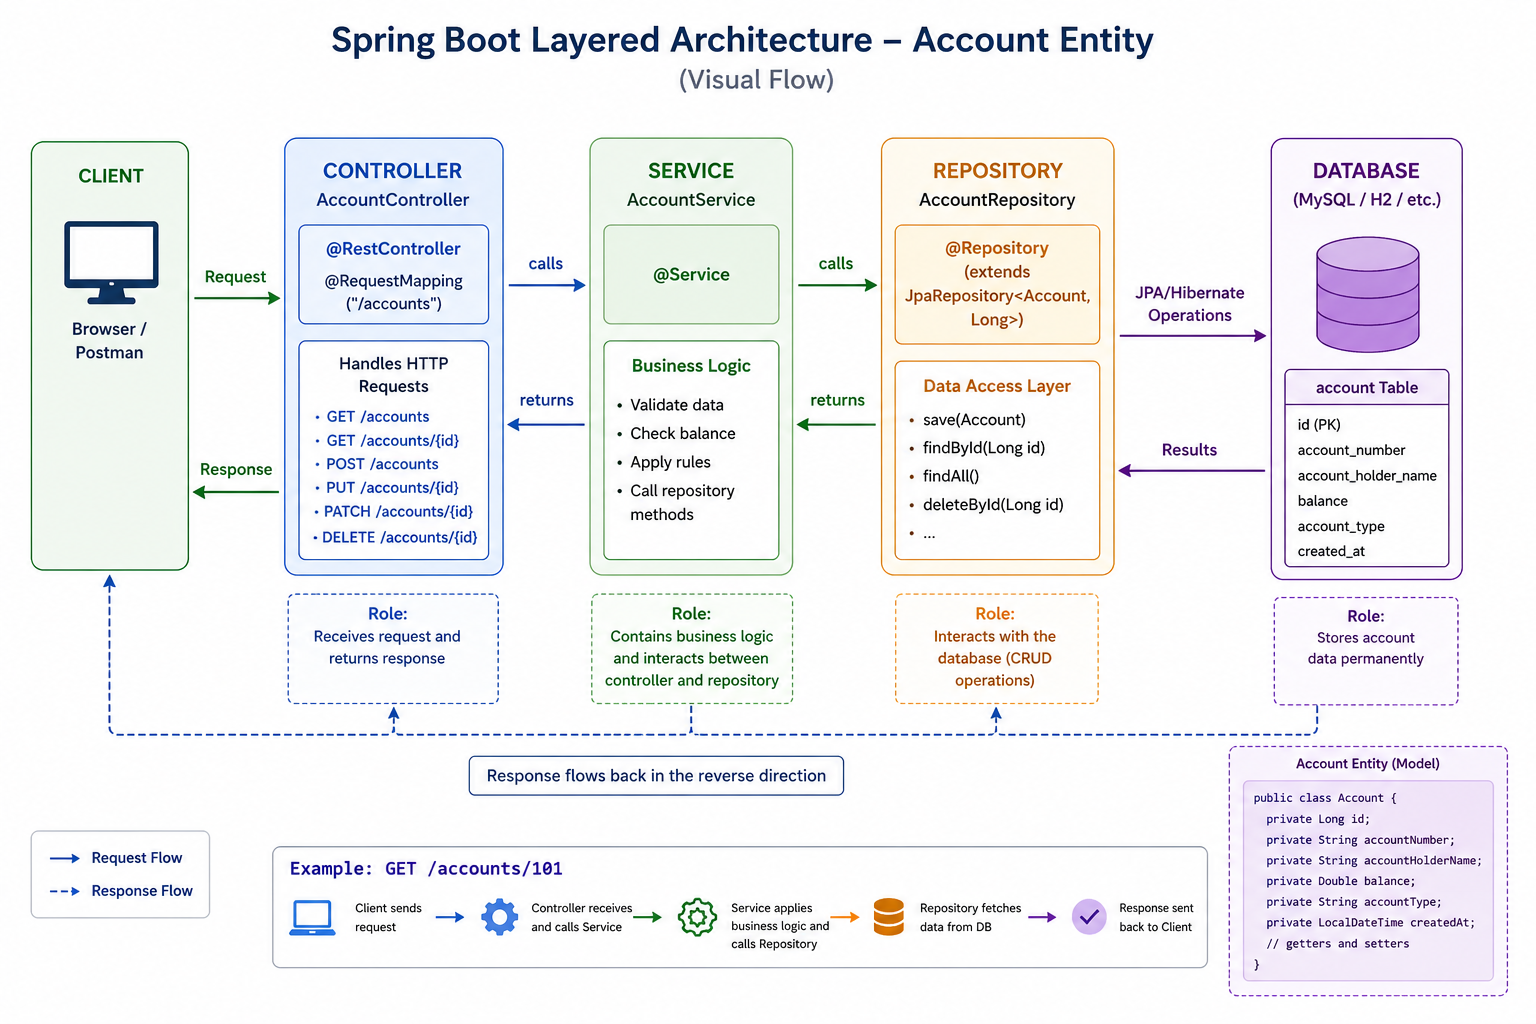 Spring Boot Layered Architecture – Account Entity
(Visual Flow)
CLIENT
Browser /
Postman
Request
Response
CONTROLLER
AccountController
@RestController
@RequestMapping
("/accounts")
Handles HTTP
Requests
• GET /accounts
• GET /accounts/{id}
• POST /accounts
• PUT /accounts/{id}
• PATCH /accounts/{id}
• DELETE /accounts/{id}
calls
returns
SERVICE
AccountService
@Service
Business Logic
• Validate data
• Check balance
• Apply rules
• Call repository
methods
calls
returns
REPOSITORY
AccountRepository
@Repository
(extends
JpaRepository<Account,
Long>)
Data Access Layer
• save(Account)
• findById(Long id)
• findAll()
• deleteById(Long id)
• ...
JPA/Hibernate
Operations
Results
DATABASE
(MySQL / H2 / etc.)
account Table
id (PK)
account_number
account_holder_name
balance
account_type
created_at
Role:
Receives request and
returns response
Role:
Contains business logic
and interacts between
controller and repository
Role:
Interacts with the
database (CRUD
operations)
Role:
Stores account
data permanently
Response flows back in the reverse direction
Request Flow
Response Flow
Example: GET /accounts/101
Client sends
request
Controller receives
and calls Service
Service applies
business logic and
calls Repository
Repository fetches
data from DB
Response sent
back to Client
Account Entity (Model)
public class Account {
private Long id;
private String accountNumber;
private String accountHolderName;
private Double balance;
private String accountType;
private LocalDateTime createdAt;
// getters and setters
}